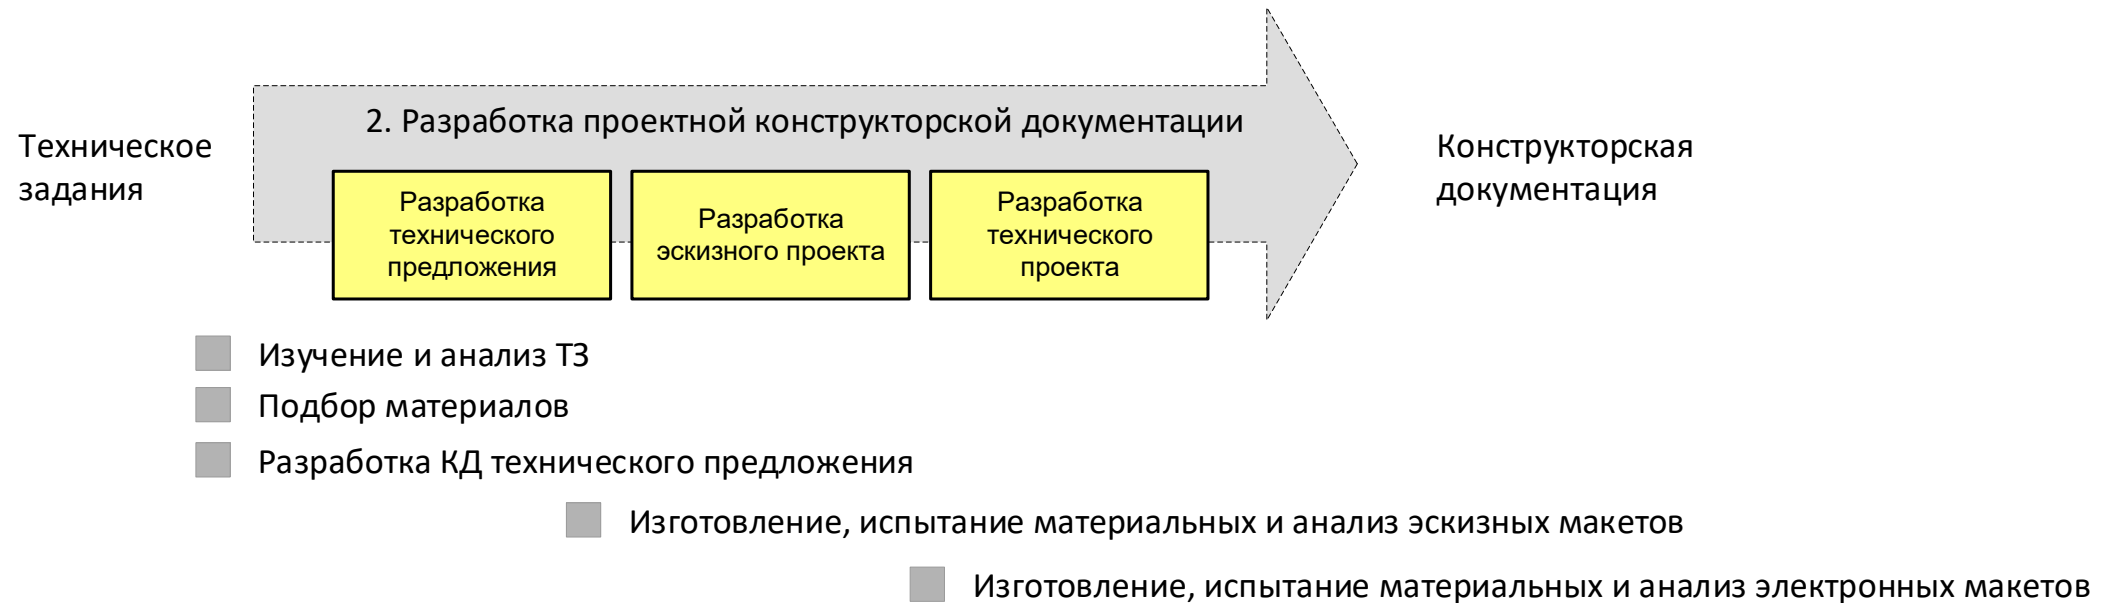 2. Разработка проектной конструкторской документации
Техническое
задания
Разработка
технического
предложения
Разработка
эскизного проекта
Разработка
технического
проекта
Конструкторская
документация
Изучение и анализ ТЗ
Подбор материалов
Разработка КД технического предложения
Изготовление, испытание материальных и анализ эскизных макетов
Изготовление, испытание материальных и анализ электронных макетов